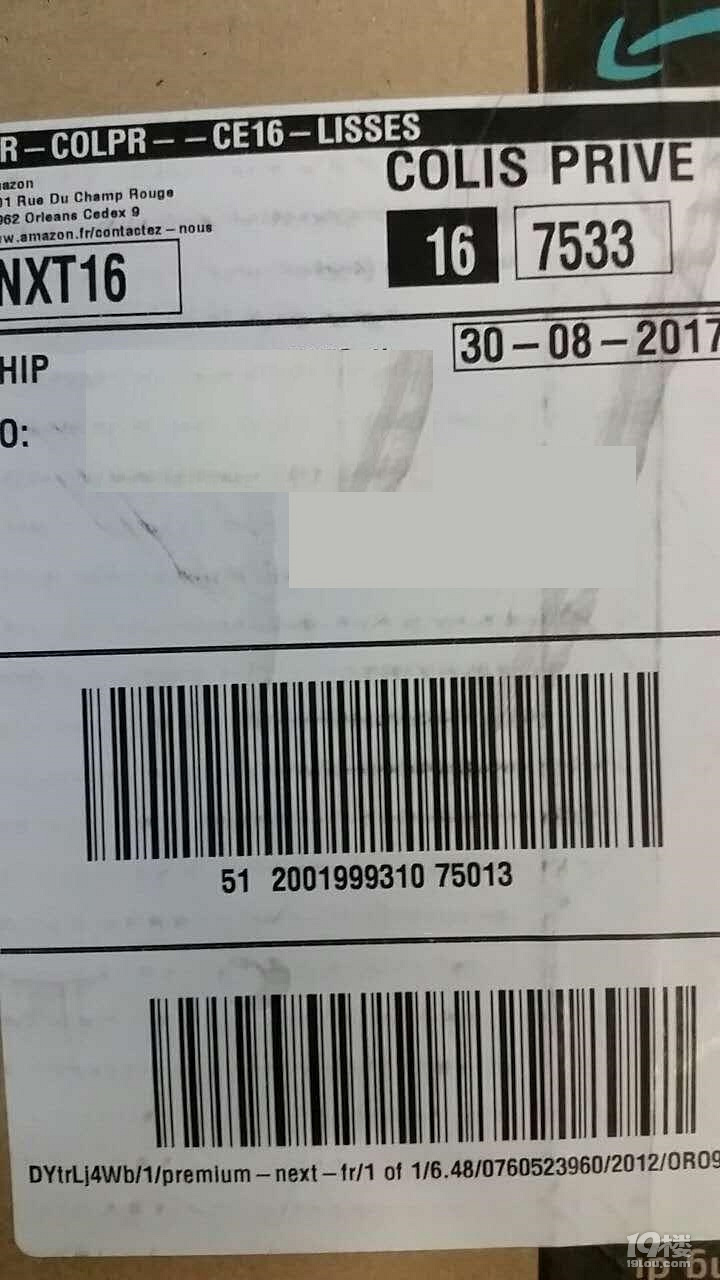 R-COLPR--CE16-LISSES
azon
01 Rue Du Champ Rouge
962 Orleans Cedex 9
w.amazon.fr/contactez-nous
COLIS PRIVE
16 7533
NXT16
30-08-2017
HIP
O:
51 2001999310 75013
DYtrLj4Wb/1/premium-next-fr/1 of 1/6.48/0760523960/2012/ORO9
19楼
19lou.com